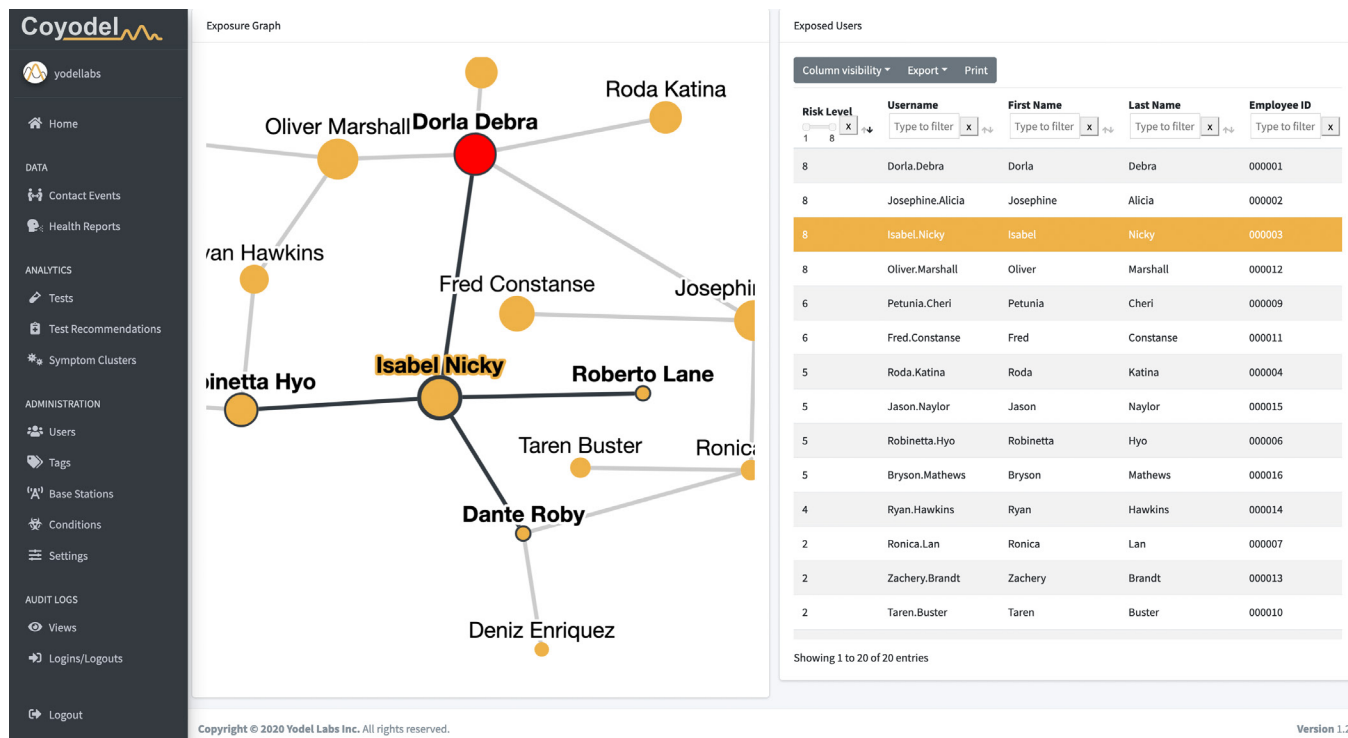 Coyodel
yodellabs
Home
DATA
Contact Events
Health Reports
ANALYTICS
Tests
Test Recommendations
Symptom Clusters
ADMINISTRATION
Users
Tags
Base Stations
Conditions
Settings
AUDIT LOGS
Views
Logins/Logouts
Logout
Exposure Graph
Roda Katina
Oliver Marshall Dorla Debra
yan Hawkins
Fred Constanse
Josephi
Isabel Nicky
Roberto Lane
inetta Hyo
Taren Buster
Ronica
Dante Roby
Deniz Enriquez
Exposed Users
Column visibility Export Print
Risk Level Username First Name Last Name Employee ID
x Type to filter x Type to filter x Type to filter x Type to filter x
1 8
8 Dorla.Debra Dorla Debra 000001
8 Josephine.Alicia Josephine Alicia 000002
8 Isabel.Nicky Isabel Nicky 000003
8 Oliver.Marshall Oliver Marshall 000012
6 Petunia.Cheri Petunia Cheri 000009
6 Fred.Constanse Fred Constanse 000011
5 Roda.Katina Roda Katina 000004
5 Jason.Naylor Jason Naylor 000015
5 Robinetta.Hyo Robinetta Hyo 000006
5 Bryson.Mathews Bryson Mathews 000016
4 Ryan.Hawkins Ryan Hawkins 000014
2 Ronica.Lan Ronica Lan 000007
2 Zachery.Brandt Zachery Brandt 000013
2 Taren.Buster Taren Buster 000010
Showing 1 to 20 of 20 entries
Copyright © 2020 Yodel Labs Inc. All rights reserved.
Version 1.2